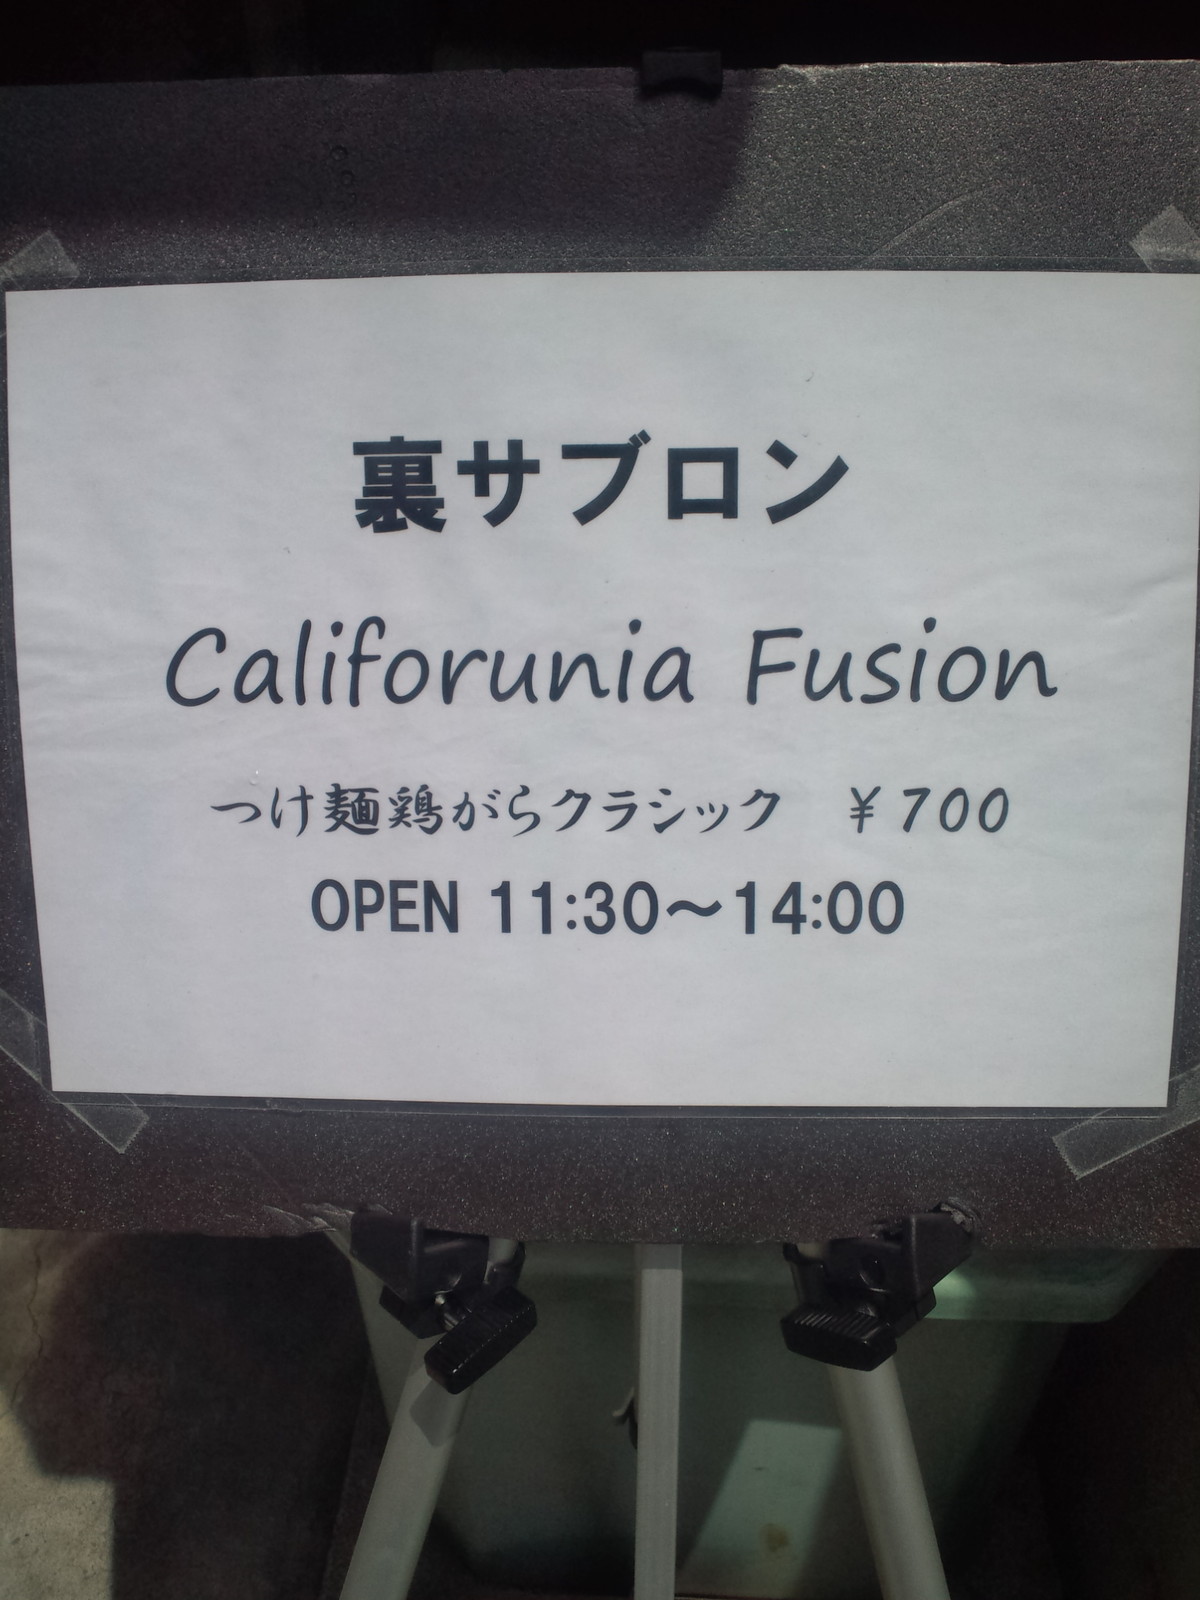 裏サブロン
Califorunia Fusion
つけ麺鶏がらクラシック　￥700
OPEN 11:30～14:00